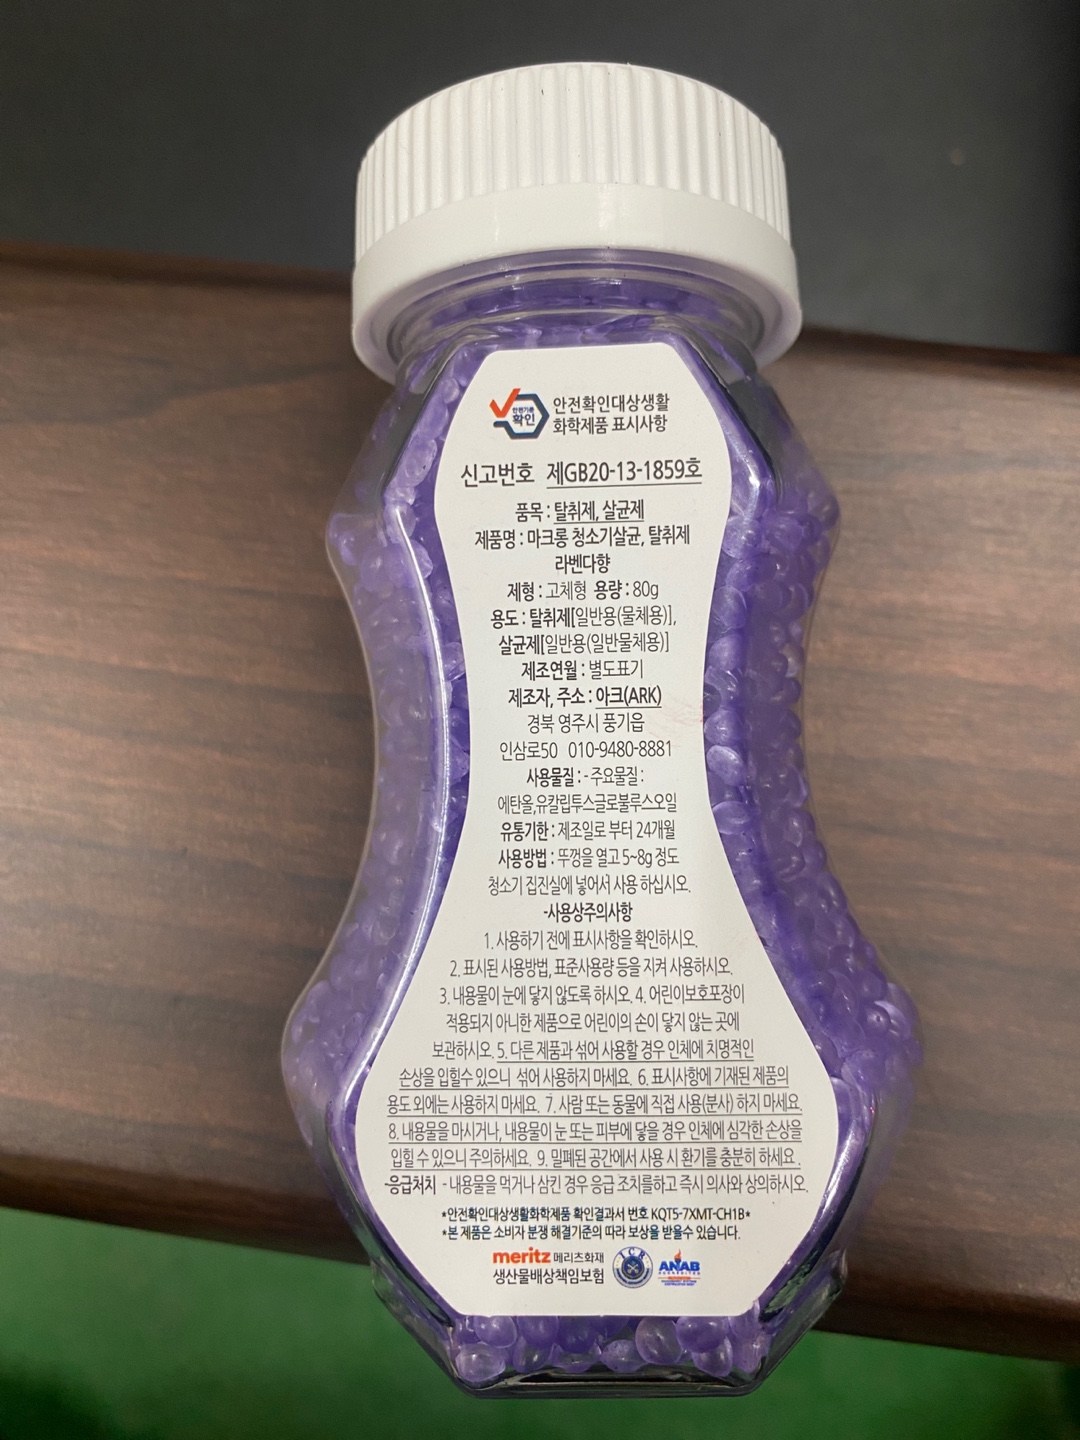 안전기준
확인
안전확인대상생활
화학제품 표시사항
신고번호 제GB20-13-1859호
품목 : 탈취제, 살균제
제품명 : 마크롱 청소기살균, 탈취제
라벤다향
제형 : 고체형 용량 : 80g
용도 : 탈취제[일반용(물체용)],
살균제[일반용(일반물체용)]
제조연월 : 별도표기
제조자, 주소 : 아크(ARK)
경북 영주시 풍기읍
인삼로50 010-9480-8881
사용물질 : - 주요물질 :
에탄올,유칼립투스글로불루스오일
유통기한 : 제조일로 부터 24개월
사용방법 : 뚜껑을 열고 5~8g 정도
청소기 집진실에 넣어서 사용 하십시오.
-사용상주의사항
1. 사용하기 전에 표시사항을 확인하시오.
2. 표시된 사용방법, 표준사용량 등을 지켜 사용하시오.
3. 내용물이 눈에 닿지 않도록 하시오. 4. 어린이보호포장이
적용되지 아니한 제품으로 어린이의 손이 닿지 않는 곳에
보관하시오. 5. 다른 제품과 섞어 사용할 경우 인체에 치명적인
손상을 입힐수 있으니 섞어 사용하지 마세요. 6. 표시사항에 기재된 제품의
용도 외에는 사용하지 마세요. 7. 사람 또는 동물에 직접 사용(분사) 하지 마세요.
8. 내용물을 마시거나, 내용물이 눈 또는 피부에 닿을 경우 인체에 심각한 손상을
입힐 수 있으니 주의하세요. 9. 밀폐된 공간에서 사용 시 환기를 충분히 하세요.
-응급처치 - 내용물을 먹거나 삼킨 경우 응급 조치를하고 즉시 의사와 상의하시오.
*안전확인대상생활화학제품 확인결과서 번호 KQT5-7XMT-CH1B*
*본 제품은 소비자 분쟁 해결기준의 따라 보상을 받을수 있습니다.
meritz 메리츠화재
생산물배상책임보험
ICR
ANAB
ACCREDITED